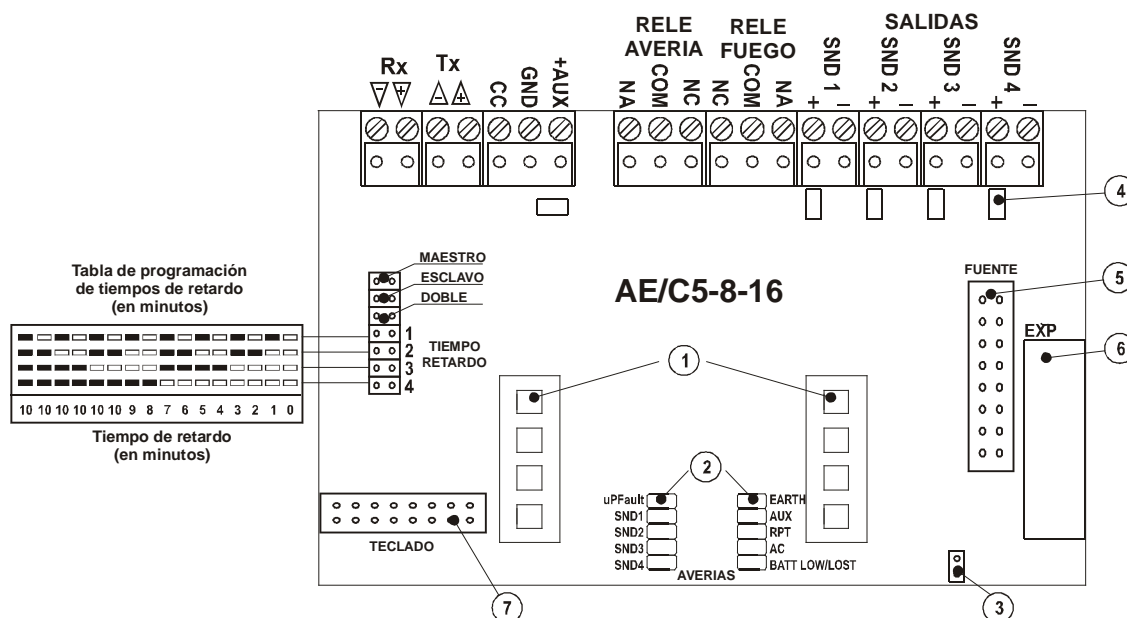 SALIDAS
RELE
AVERIA
RELE
FUEGO
SND 1
SND 2
SND 3
SND 4
Rx
Tx
- +
- +
CC
GND
+AUX
NA
COM
NC
NC
COM
NA
+ -
+ -
+ -
+ -
4
MAESTRO
ESCLAVO
DOBLE
Tabla de programación
de tiempos de retardo
(en minutos)
AE/C5-8-16
FUENTE
5
1
2
3
4
TIEMPO
RETARDO
EXP
6
1
10 10 10 10 10 10 9 8 7 6 5 4 3 2 1 0
Tiempo de retardo
(en minutos)
2
uPFault
SND1
SND2
SND3
SND4
EARTH
AUX
RPT
AC
BATT LOW/LOST
AVERIAS
TECLADO
7
3